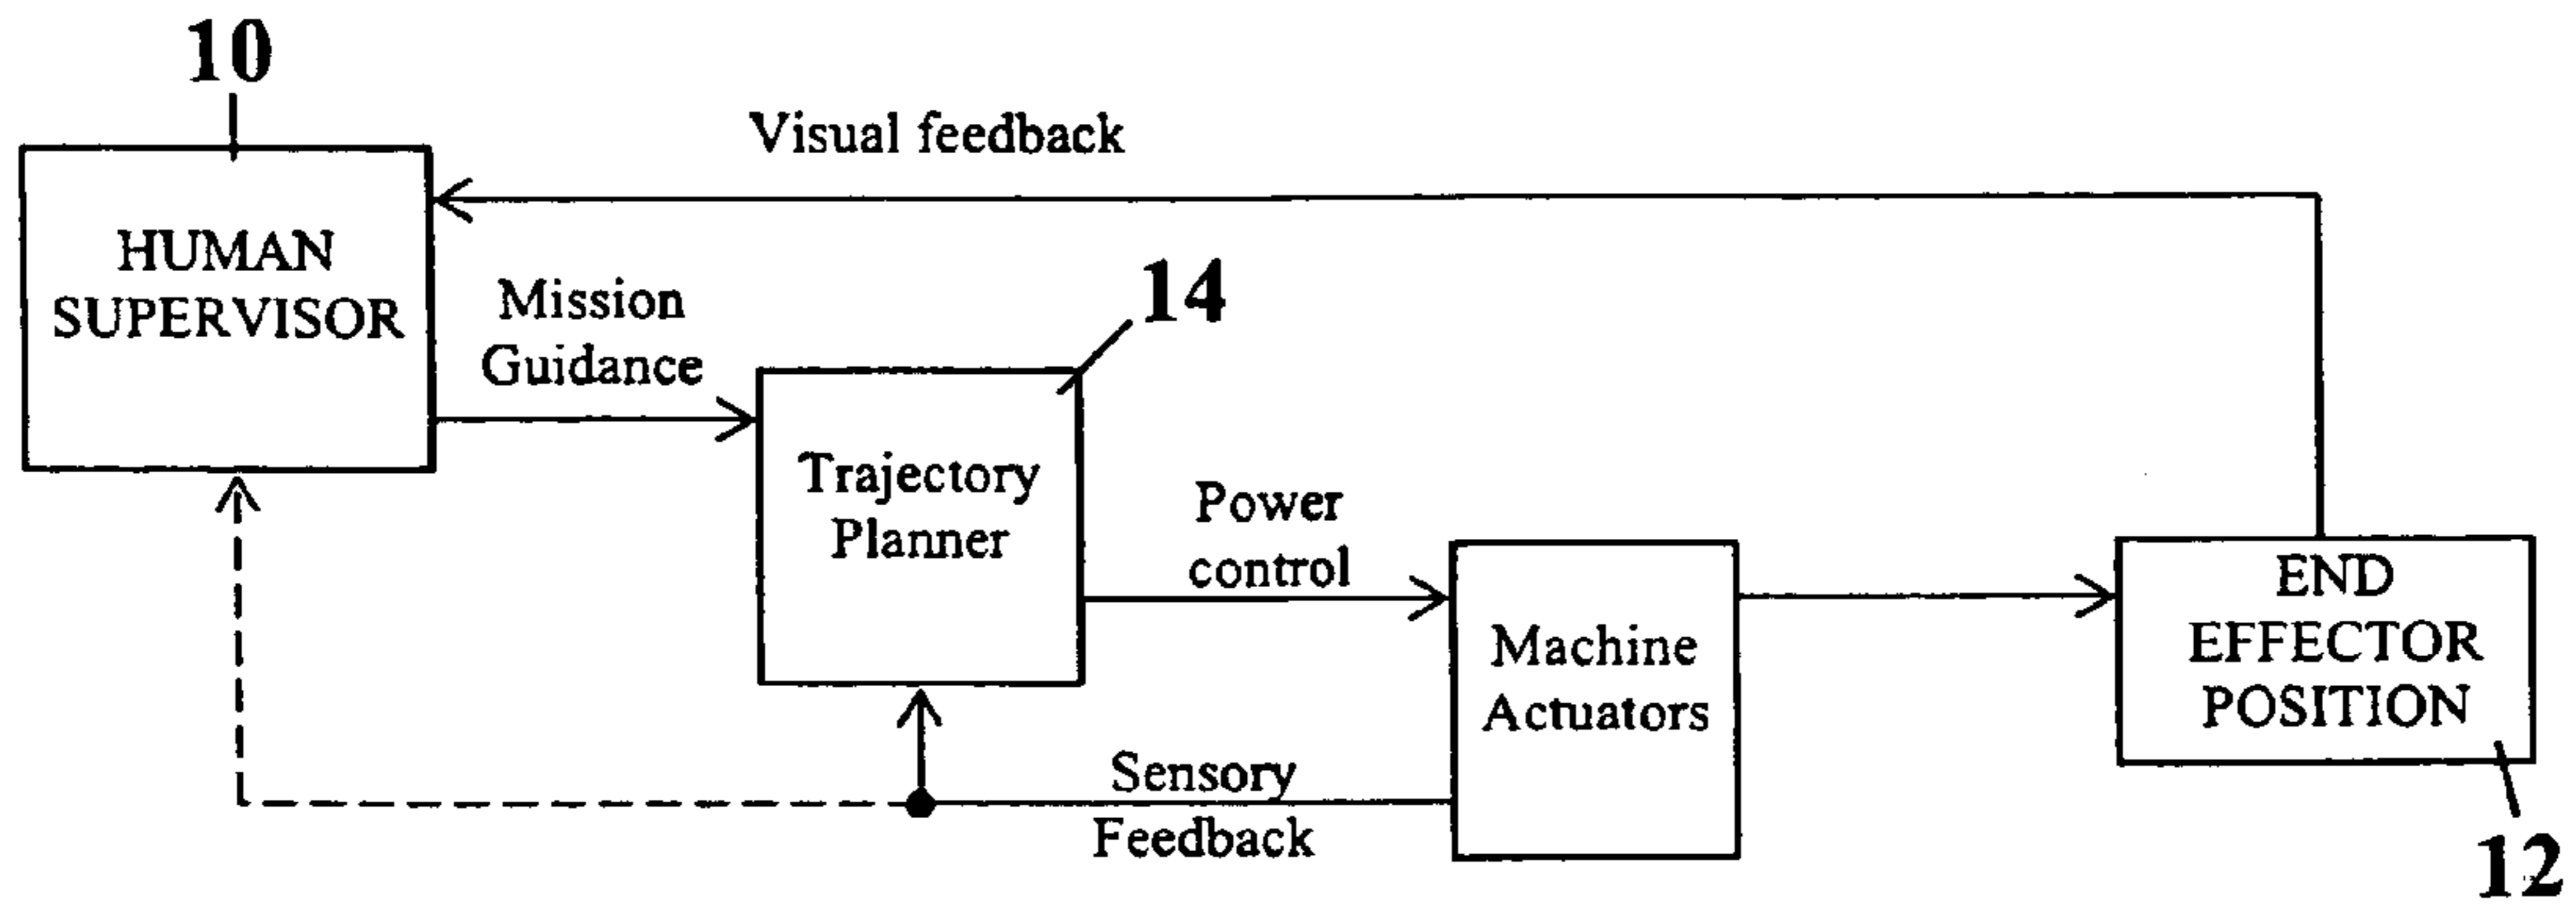 10
Visual feedback
HUMAN
SUPERVISOR
Mission
Guidance
14
Trajectory
Planner
Power
control
Machine
Actuators
END
EFFECTOR
POSITION
Sensory
Feedback
12